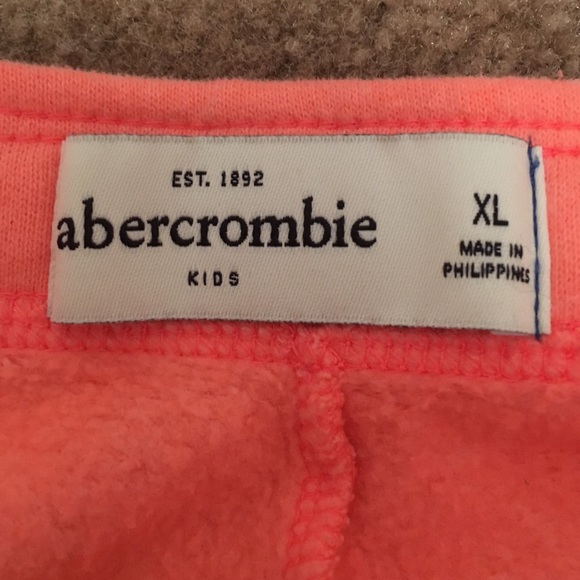 EST. 1892
abercrombie
KIDS
XL
MADE IN
PHILIPPINES